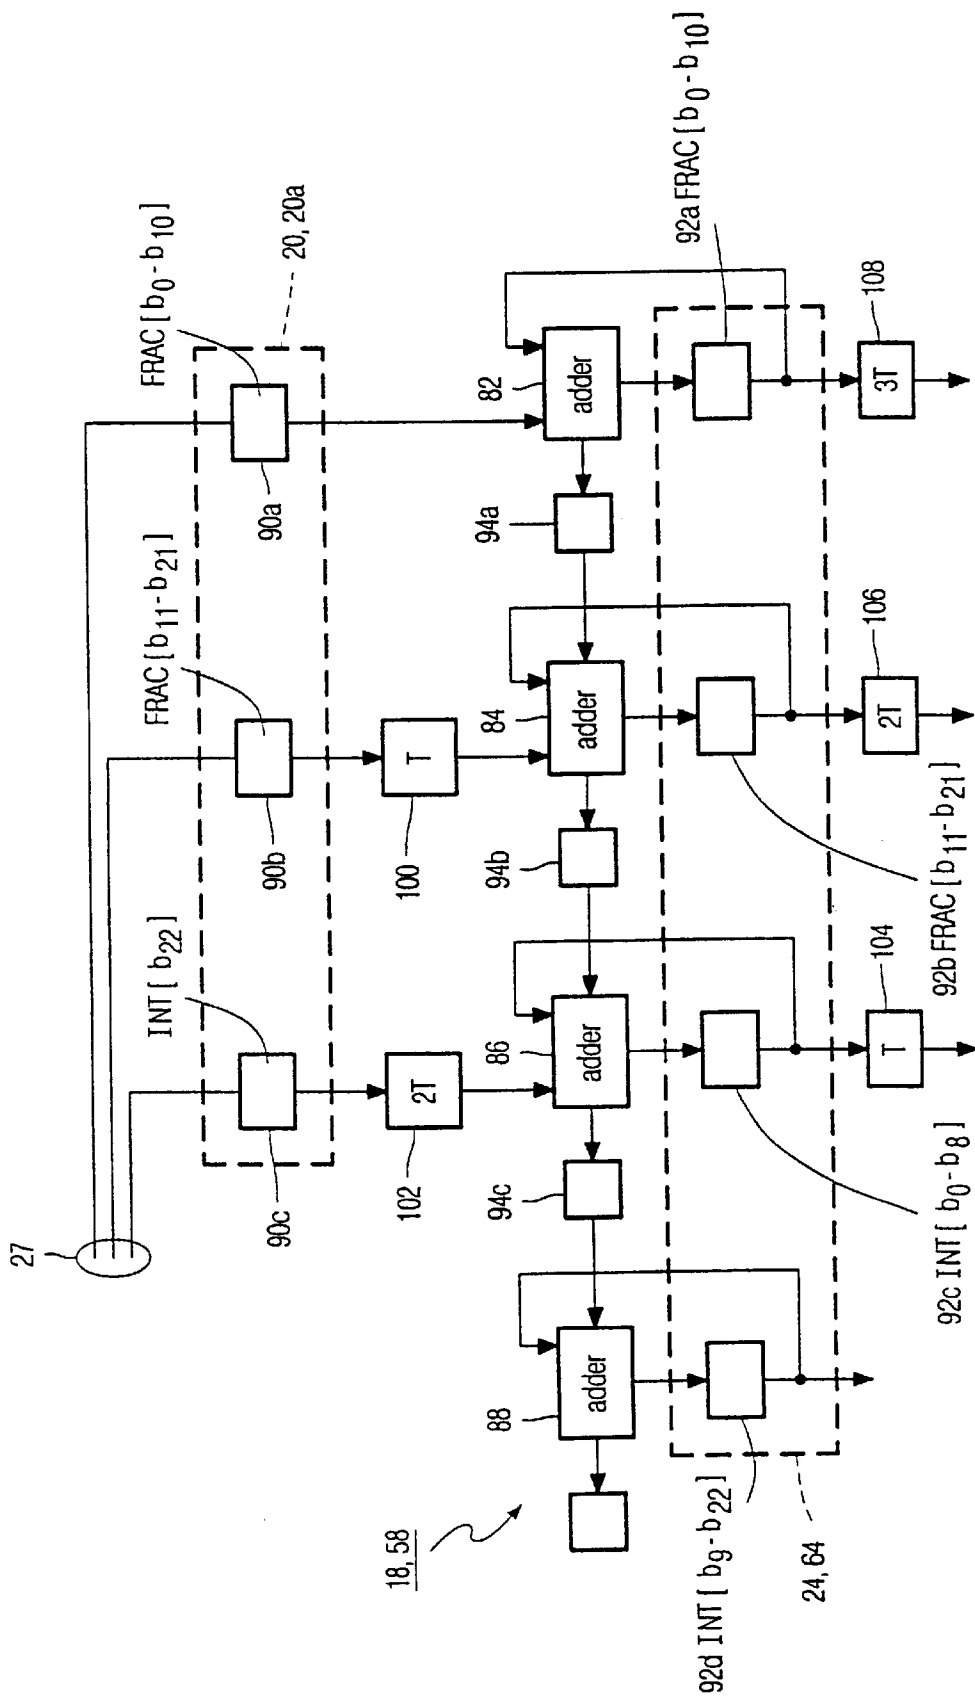 27
INT[b22]
FRAC[b11-b21]
FRAC[b0-b10]
20, 20a
90c
90b
90a
102
2T
100
T
18, 58
88
adder
94c
86
adder
94b
84
adder
94a
82
adder
92d INT[b9-b22]
24, 64
92c INT[b0-b8]
104
T
92b FRAC[b11-b21]
106
2T
92a FRAC[b0-b10]
108
3T